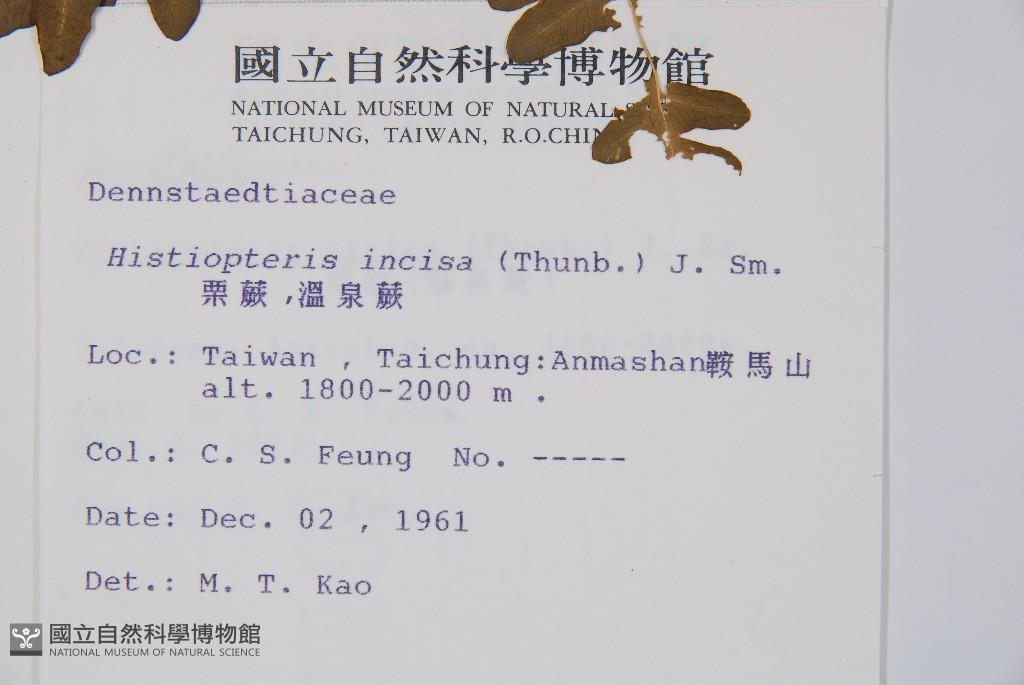 國立自然科學博物館
NATIONAL MUSEUM OF NATURAL
TAICHUNG, TAIWAN, R.O.CHIN
Dennstaedtiaceae
Histiopteris incisa (Thunb.) J. Sm.
栗蕨,溫泉蕨
Loc.: Taiwan , Taichung:Anmashan鞍馬山
alt. 1800-2000 m .
Col.: C. S. Feung No. -----
Date: Dec. 02 , 1961
Det.: M. T. Kao
國立自然科學博物館
NATIONAL MUSEUM OF NATURAL SCIENCE